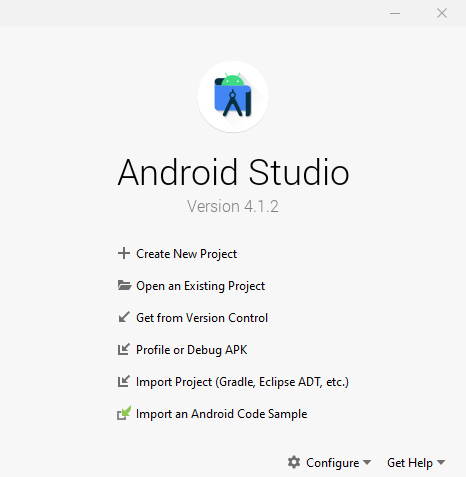 Android Studio
Version 4.1.2
Create New Project
Open an Existing Project
Get from Version Control
Profile or Debug APK
Import Project (Gradle, Eclipse ADT, etc.)
Import an Android Code Sample
Configure Get Help